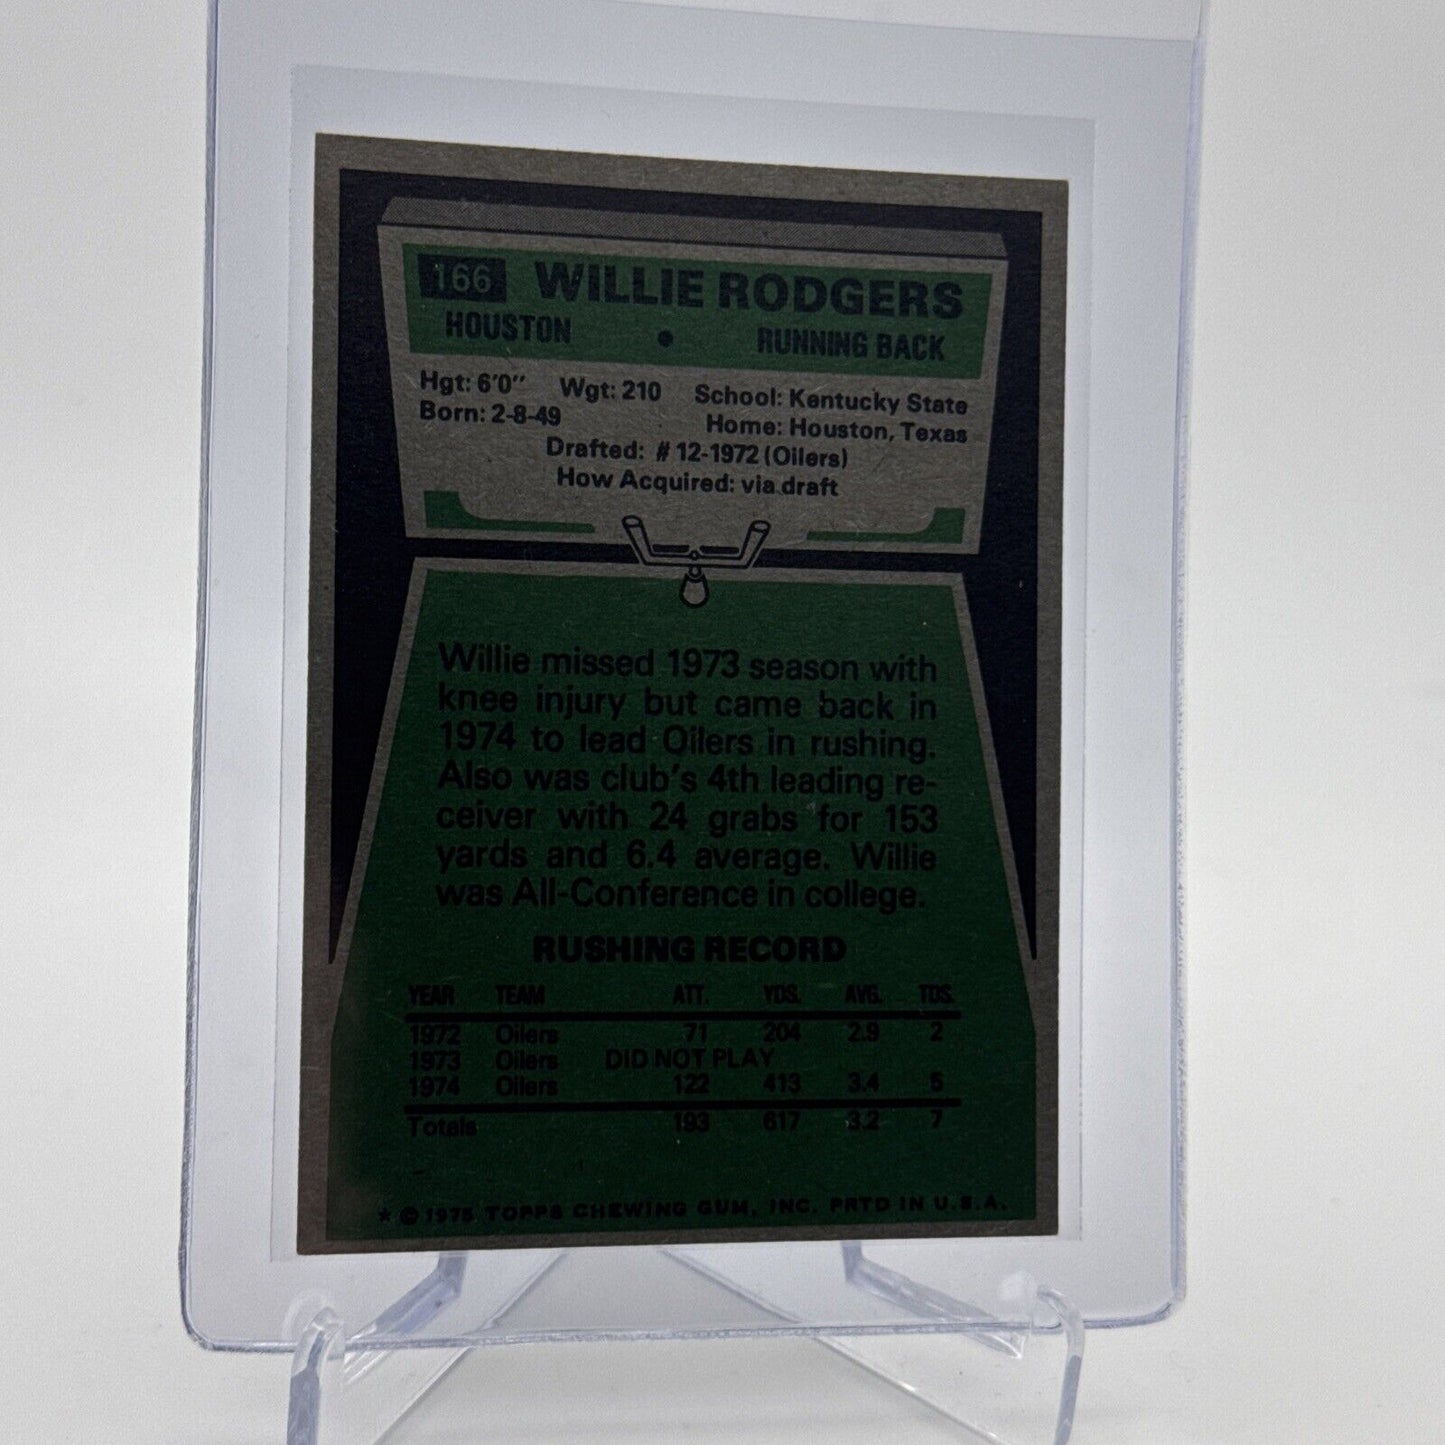 166 WILLIE RODGERS
HOUSTON • RUNNING BACK
Hgt: 6'0" Wgt: 210 School: Kentucky State
Born: 2-8-49 Home: Houston, Texas
Drafted: # 12-1972 (Oilers)
How Acquired: via draft
Willie missed 1973 season with
knee injury but came back in
1974 to lead Oilers in rushing.
Also was club's 4th leading re-
ceiver with 24 grabs for 153
yards and 6.4 average. Willie
was All-Conference in college.
RUSHING RECORD
YEAR TEAM ATT. YDS. AVG. TDS.
1972 Oilers 71 204 2.9 2
1973 Oilers DID NOT PLAY
1974 Oilers 122 413 3.4 5
Totals 193 617 3.2 7
* © 1975 TOPPS CHEWING GUM, INC. PRTD IN U.S.A.